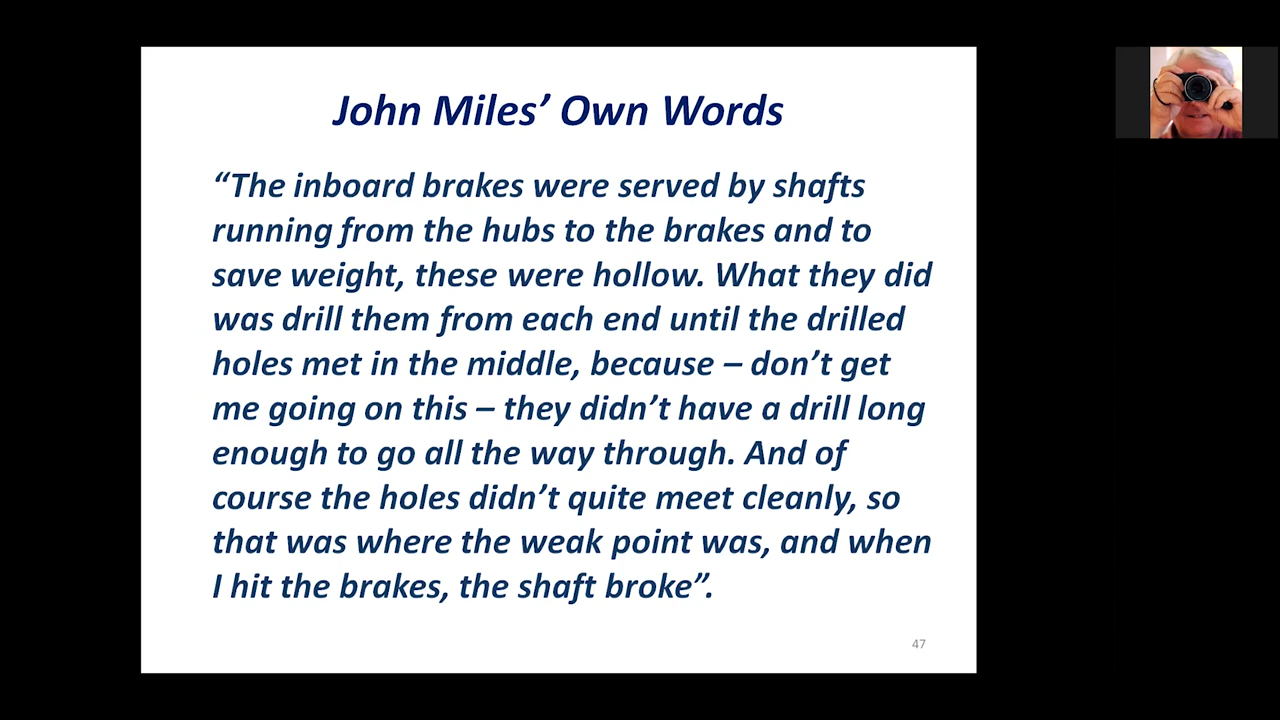 John Miles’ Own Words
“The inboard brakes were served by shafts
running from the hubs to the brakes and to
save weight, these were hollow. What they did
was drill them from each end until the drilled
holes met in the middle, because – don’t get
me going on this – they didn’t have a drill long
enough to go all the way through. And of
course the holes didn’t quite meet cleanly, so
that was where the weak point was, and when
I hit the brakes, the shaft broke”.
47